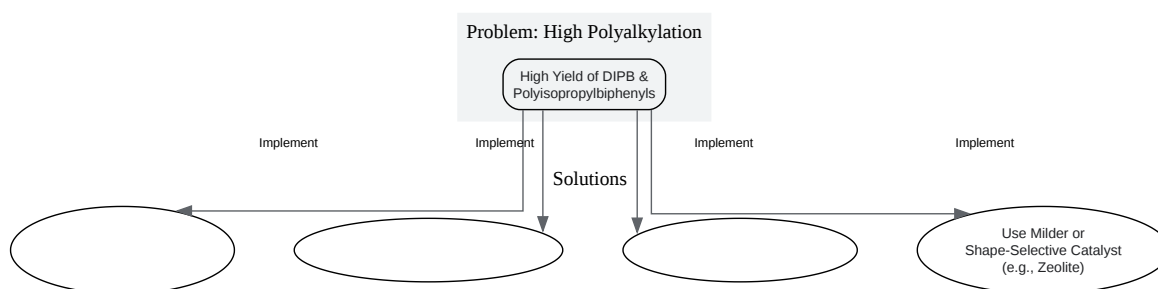 Problem: High Polyalkylation
High Yield of DIPB &
Polyisopropylbiphenyls
Implement
Implement
Implement
Implement
Solutions
Use Milder or
Shape-Selective Catalyst
(e.g., Zeolite)